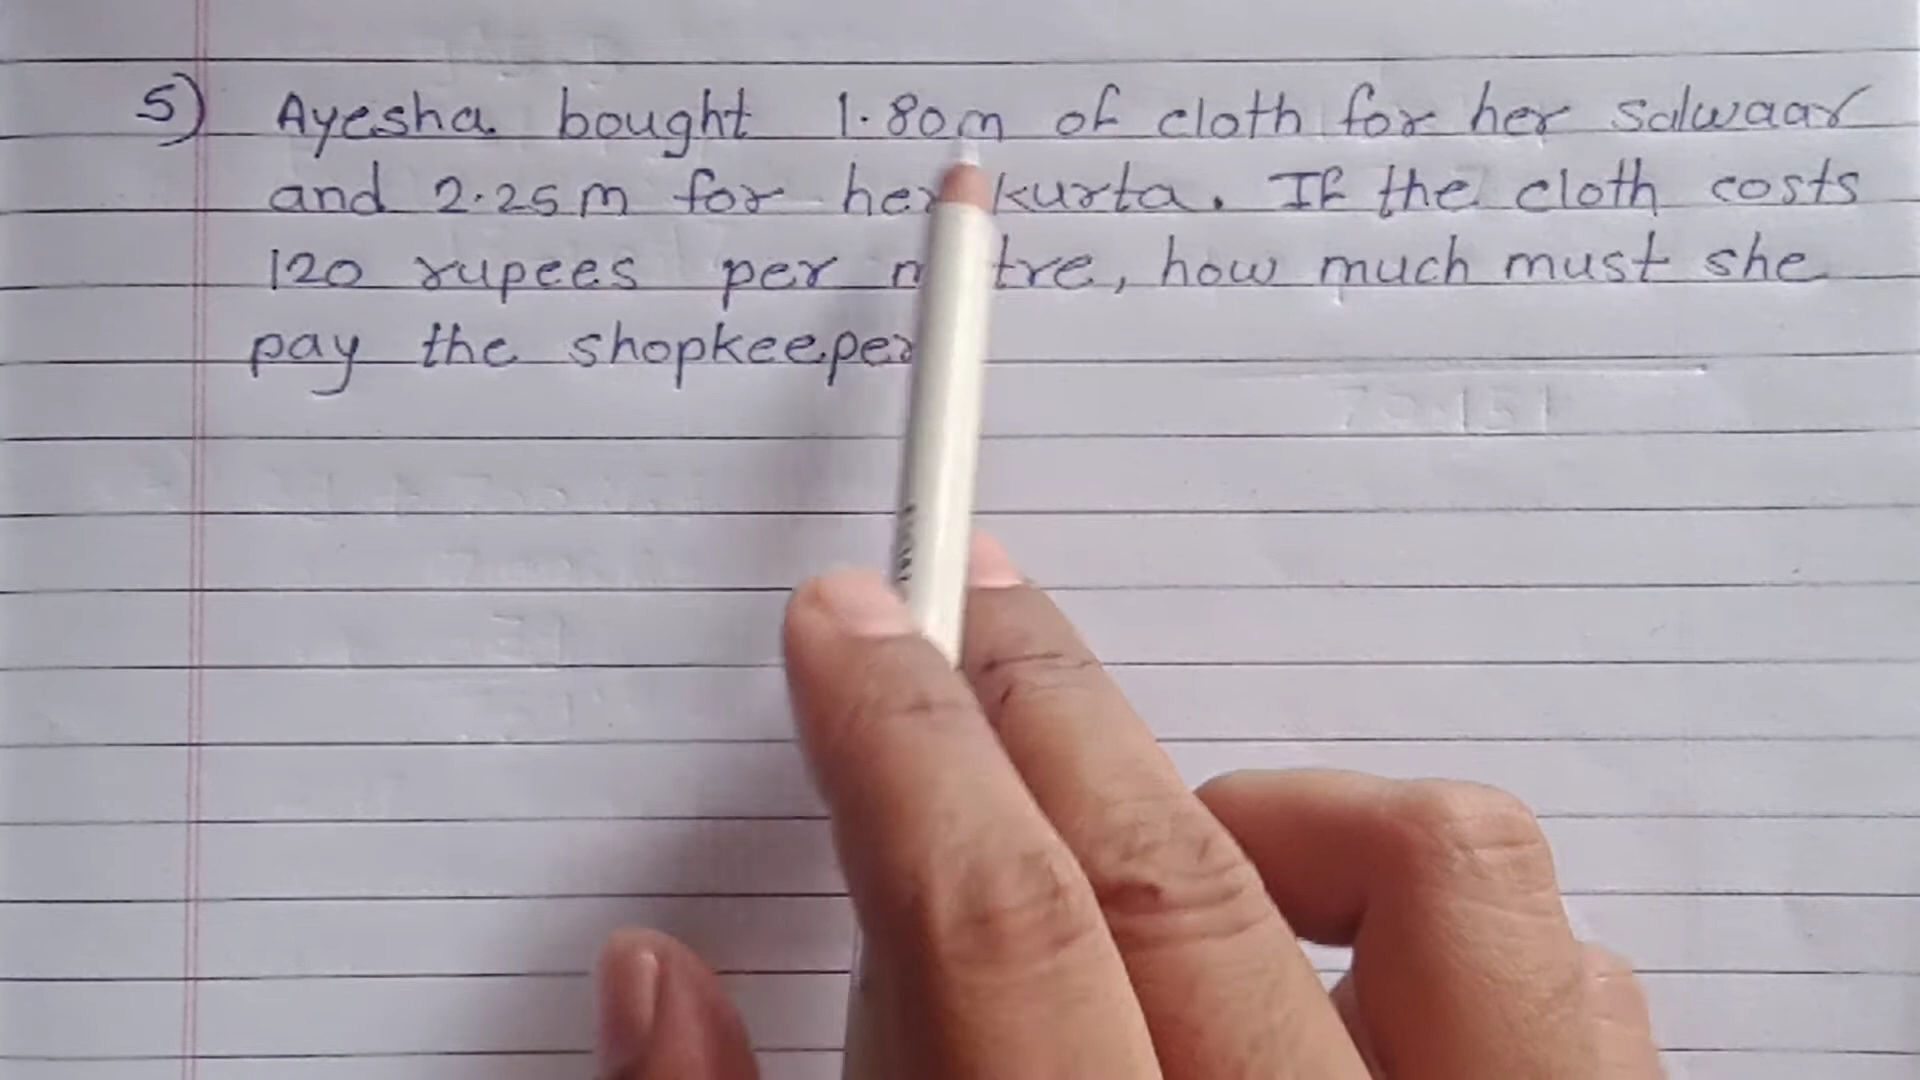 5) Ayesha bought 1.80m of cloth for her salwaar
and 2.25m for her kurta. If the cloth costs
120 rupees per metre, how much must she
pay the shopkeeper